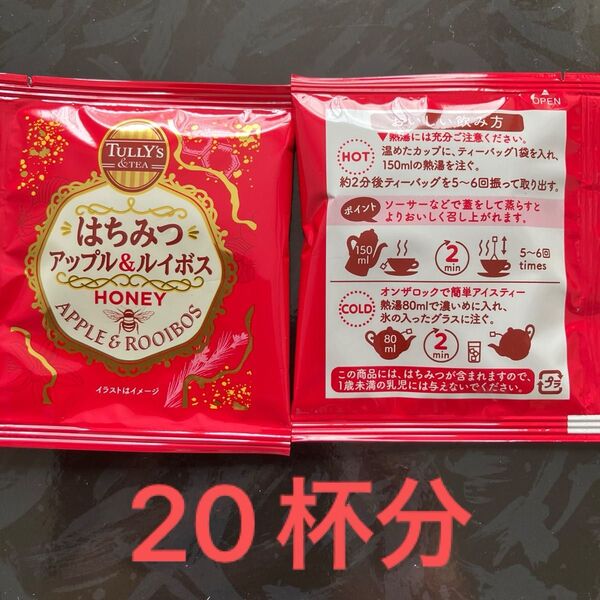 TULLY'S
& TEA
はちみつ
アップル&ルイボス
HONEY
APPLE & ROOIBOS
イラストはイメージ
OPEN
おいしい飲み方
▼熱湯には充分ご注意ください。
HOT
温めたカップに、ティーバッグ1袋を入れ、
150mlの熱湯を注ぐ。
約2分後ティーバッグを5~6回振って取り出す。
ポイント
ソーサーなどで蓋をして蒸らすと
よりおいしく召し上がれます。
150
ml
2
min
5~6回
times
COLD
オンザロックで簡単アイスティー
熱湯80mlで濃いめに入れ、
氷の入ったグラスに注ぐ。
80
ml
2
min
この商品には、はちみつが含まれますので、
1歳未満の乳児には与えないでください。
プラ
20杯分